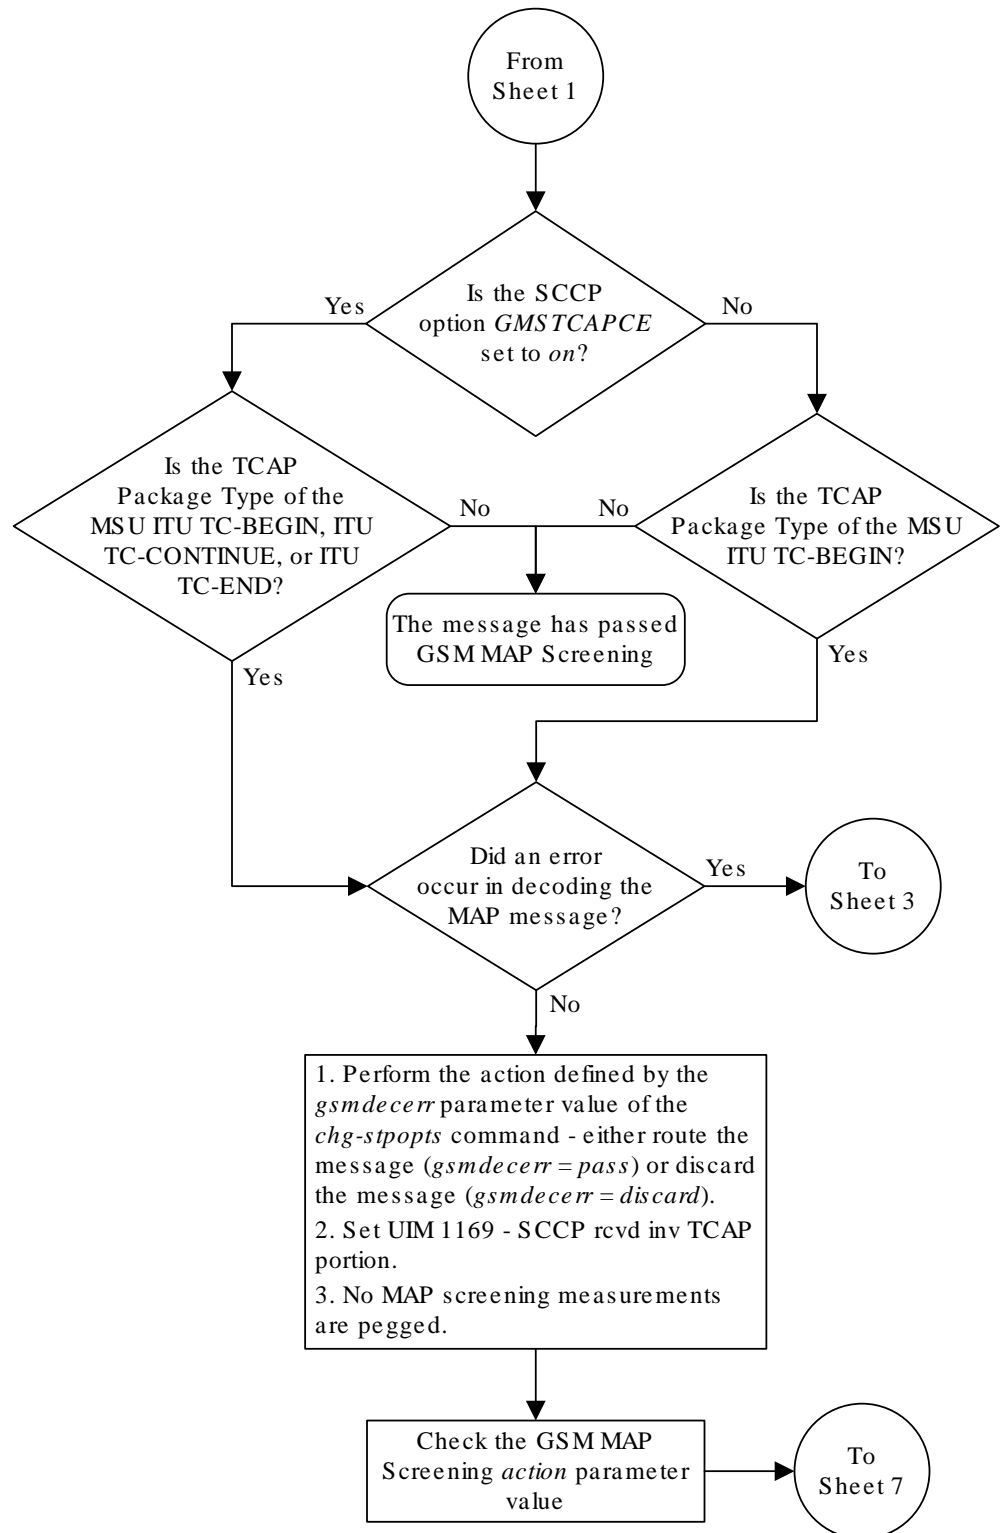 From
Sheet 1
Is the SCCP
option GMSTCAPCE
set to on?
Yes
No
Is the TCAP
Package Type of the
MSU ITU TC-BEGIN, ITU
TC-CONTINUE, or ITU
TC-END?
No
No
Is the TCAP
Package Type of the MSU
ITU TC-BEGIN?
The message has passed
GSM MAP Screening
Yes
Yes
Did an error
occur in decoding the
MAP message?
Yes
To
Sheet 3
No
1. Perform the action defined by the
gsmdecerr parameter value of the
chg-stpopts command - either route the
message (gsmdecerr = pass) or discard
the message (gsmdecerr = discard).
2. Set UIM 1169 - SCCP rcvd inv TCAP
portion.
3. No MAP screening measurements
are pegged.
Check the GSM MAP
Screening action parameter
value
To
Sheet 7